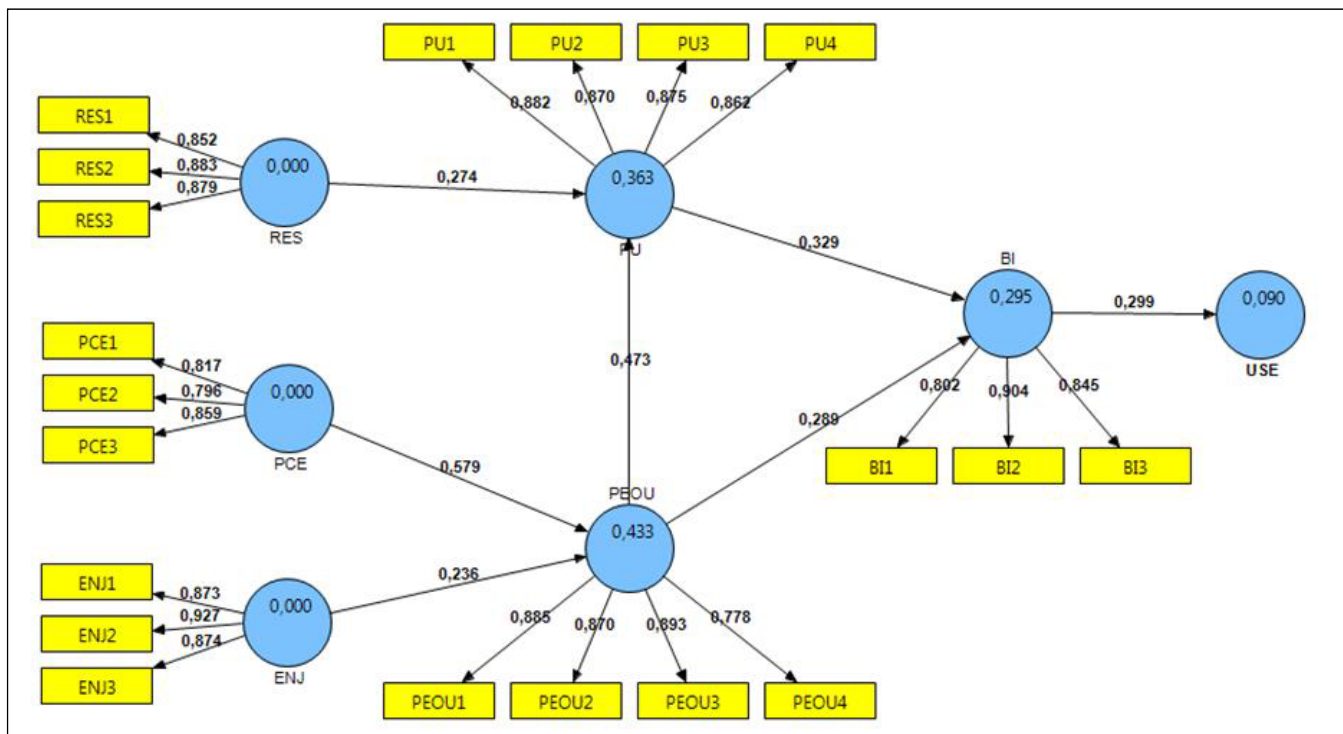 PU1
PU2
PU3
PU4
0,882
0,870
0,875
0,862
RES1
RES2
RES3
0,852
0,883
0,879
0,000
RES
0,274
0,363
PU
0,329
BI
0,295
0,299
0,090
USE
0,473
PCE1
PCE2
PCE3
0,817
0,796
0,859
0,000
PCE
0,579
0,289
0,802
0,904
0,845
BI1
BI2
BI3
PEOU
0,433
ENJ1
ENJ2
ENJ3
0,873
0,927
0,874
0,000
ENJ
0,236
0,885
0,870
0,893
0,778
PEOU1
PEOU2
PEOU3
PEOU4